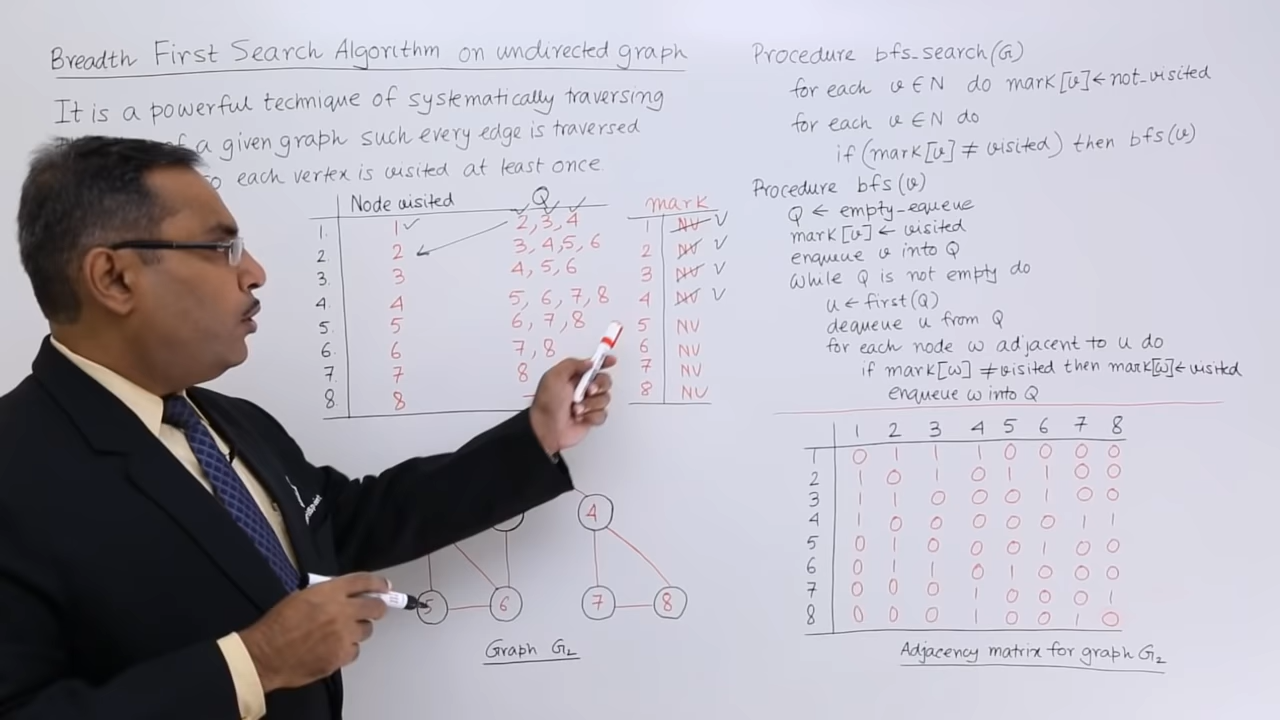 Breadth First Search Algorithm on undirected graph
It is a powerful technique of systematically traversing
a given graph such every edge is traversed
each vertex is visited at least once.
Node visited Q mark
1. 1 ✓ 2, 3, 4 1 NV V
2. 2 3, 4, 5, 6 2 NV V
3. 3 4, 5, 6 3 NV V
4. 4 5, 6, 7, 8 4 NV V
5. 5 6, 7, 8 5 NV
6. 6 7, 8 6 NV
7. 7 8 7 NV
8. 8 8 NV
4
5 6 7 8
Graph G2
Procedure bfs_search(G)
for each v ∈ N do mark[v] ← not_visited
for each v ∈ N do
if (mark[v] ≠ visited) then bfs(v)
Procedure bfs(v)
Q ← empty-equeue
mark[v] ← visited
enqueue v into Q
While Q is not empty do
u ← first(Q)
dequeue u from Q
for each node w adjacent to u do
if mark[w] ≠ visited then mark[w] ← visited
enqueue w into Q
1 2 3 4 5 6 7 8
1 0 1 1 1 0 0 0 0
2 1 0 1 0 1 1 0 0
3 1 1 0 0 0 1 0 0
4 1 0 0 0 0 0 1 1
5 0 1 0 0 0 1 0 0
6 0 1 1 0 1 0 0 0
7 0 0 0 1 0 0 0 1
8 0 0 0 1 0 0 1 0
Adjacency matrix for graph G2